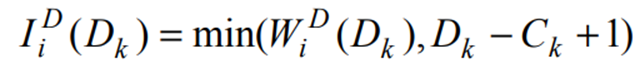 I_i^D(D_k) = min(W_i^D(D_k), D_k − C_k + 1)